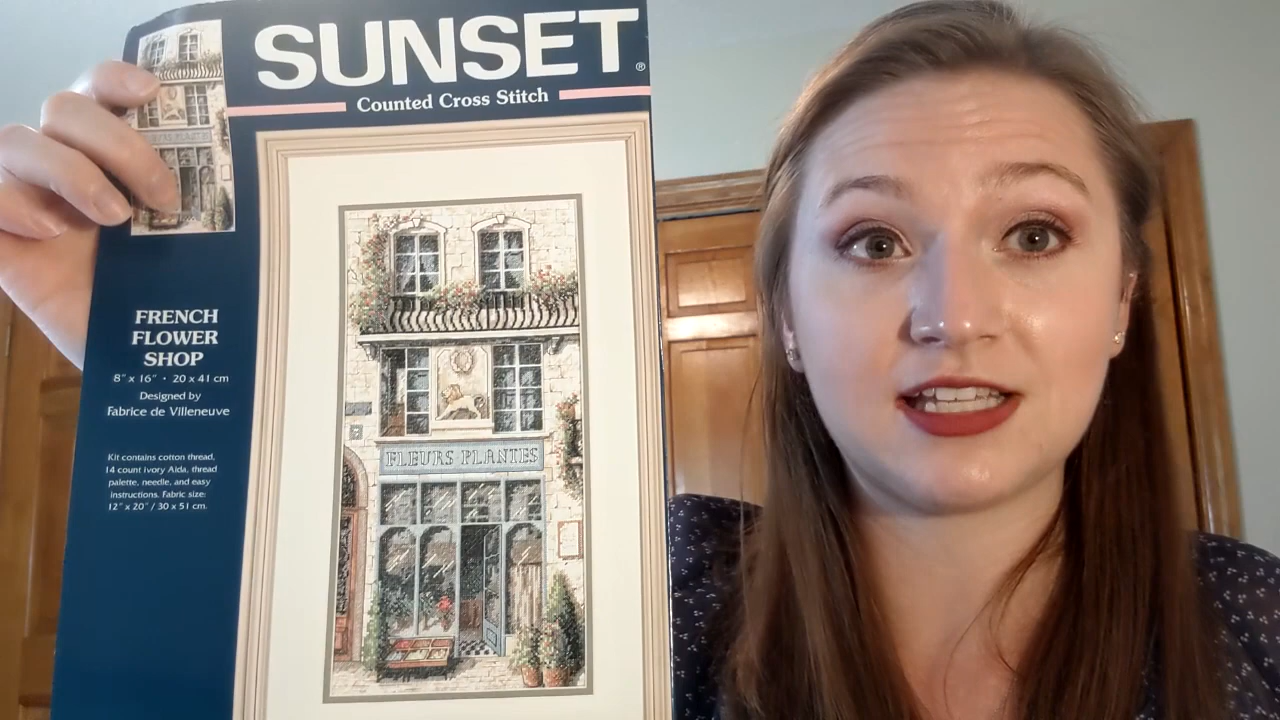 SUNSET®
Counted Cross Stitch
FRENCH
FLOWER
SHOP
8" x 16" · 20 x 41 cm
Designed by
Fabrice de Villeneuve
Kit contains cotton thread,
14 count ivory Aida, thread
palette, needle, and easy
instructions. Fabric size:
12" x 20" / 30 x 51 cm.
FLEURS PLANTES